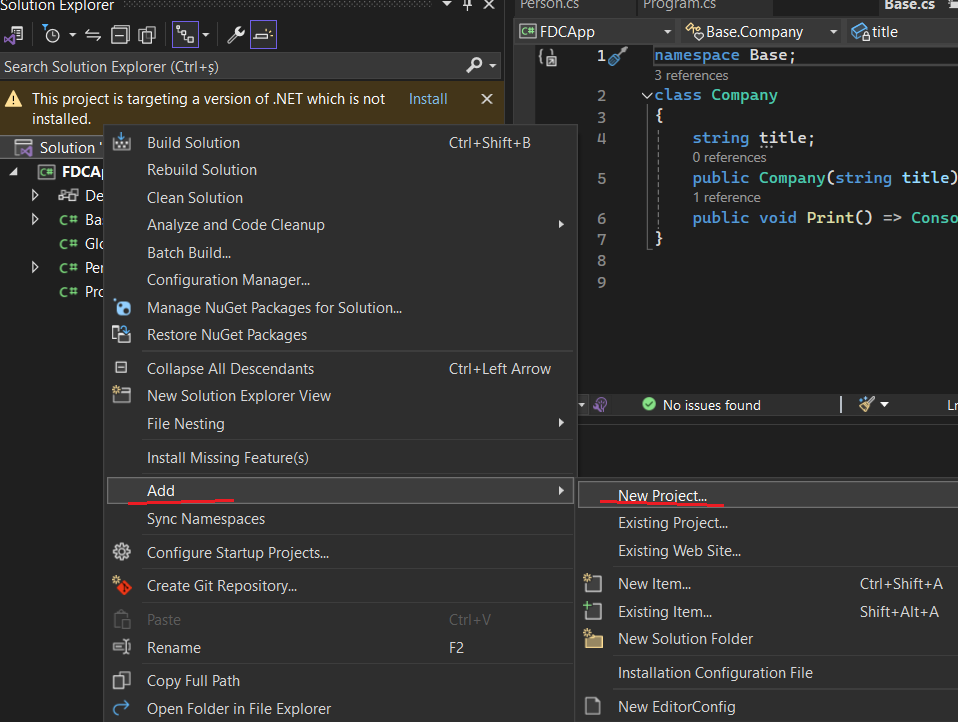 Solution Explorer
Search Solution Explorer (Ctrl+ș)
This project is targeting a version of .NET which is not installed.
Install
Solution '
FDCAp
De
Ba
Glo
Per
Pro
Build Solution Ctrl+Shift+B
Rebuild Solution
Clean Solution
Analyze and Code Cleanup
Batch Build...
Configuration Manager...
Manage NuGet Packages for Solution...
Restore NuGet Packages
Collapse All Descendants Ctrl+Left Arrow
New Solution Explorer View
File Nesting
Install Missing Feature(s)
Add
Sync Namespaces
Configure Startup Projects...
Create Git Repository...
Paste Ctrl+V
Rename F2
Copy Full Path
Open Folder in File Explorer
New Project...
Existing Project...
Existing Web Site...
New Item... Ctrl+Shift+A
Existing Item... Shift+Alt+A
New Solution Folder
Installation Configuration File
New EditorConfig
Person.cs Program.cs Base.cs
FDCApp Base.Company title
1 namespace Base;
3 references
2 class Company
3 {
4 string title;
0 references
5 public Company(string title)
1 reference
6 public void Print() => Conso
7 }
8
9
No issues found Ln